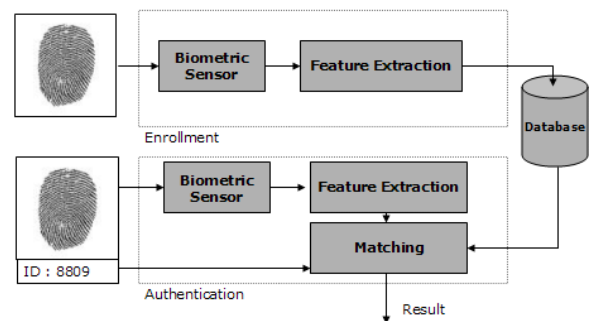 Biometric
Sensor
Feature Extraction
Enrollment
Database
Biometric
Sensor
Feature Extraction
Matching
ID : 8809
Authentication
Result